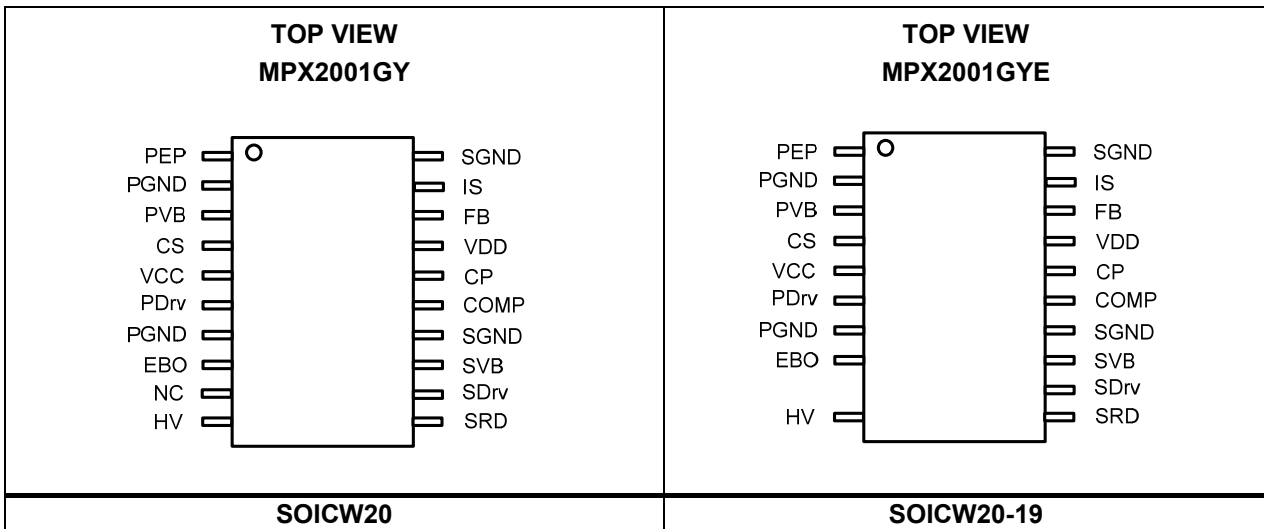 TOP VIEW
MPX2001GY
PEP
PGND
PVB
CS
VCC
PDrv
PGND
EBO
NC
HV
SGND
IS
FB
VDD
CP
COMP
SGND
SVB
SDrv
SRD
SOICW20
TOP VIEW
MPX2001GYE
PEP
PGND
PVB
CS
VCC
PDrv
PGND
EBO
HV
SGND
IS
FB
VDD
CP
COMP
SGND
SVB
SDrv
SRD
SOICW20-19